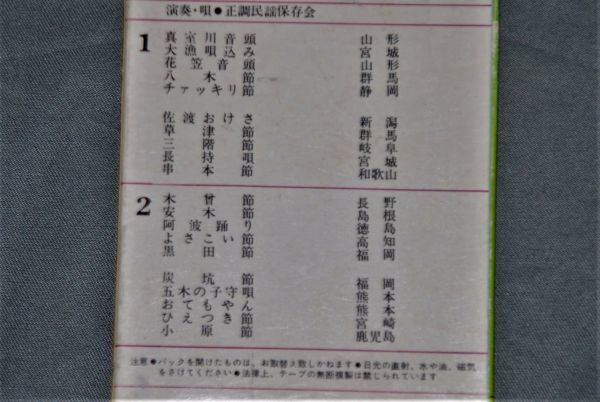 演奏・唄●正調民謡保存会
1
真室川音頭 山形
大漁唄込み 宮城
花笠音頭 山形
八木節 群馬
チャッキリ節 静岡
佐渡おけさ 新潟
草津節 群馬
三階節 岐阜
長持唄 宮城
串本節 和歌山
2
木曽節 長野
安木節 島根
阿波踊り 徳島
よさこい節 高知
黒田節 福岡
炭坑節 福岡
五木の子守唄 熊本
おてもやん 熊本
ひえつき節 宮崎
小原節 鹿児島
注意●パックを開けたものは、お取替え致しかねます●日光の直射、水や油、磁気
をさけてください●法律上、テープの無断複製は禁じられています